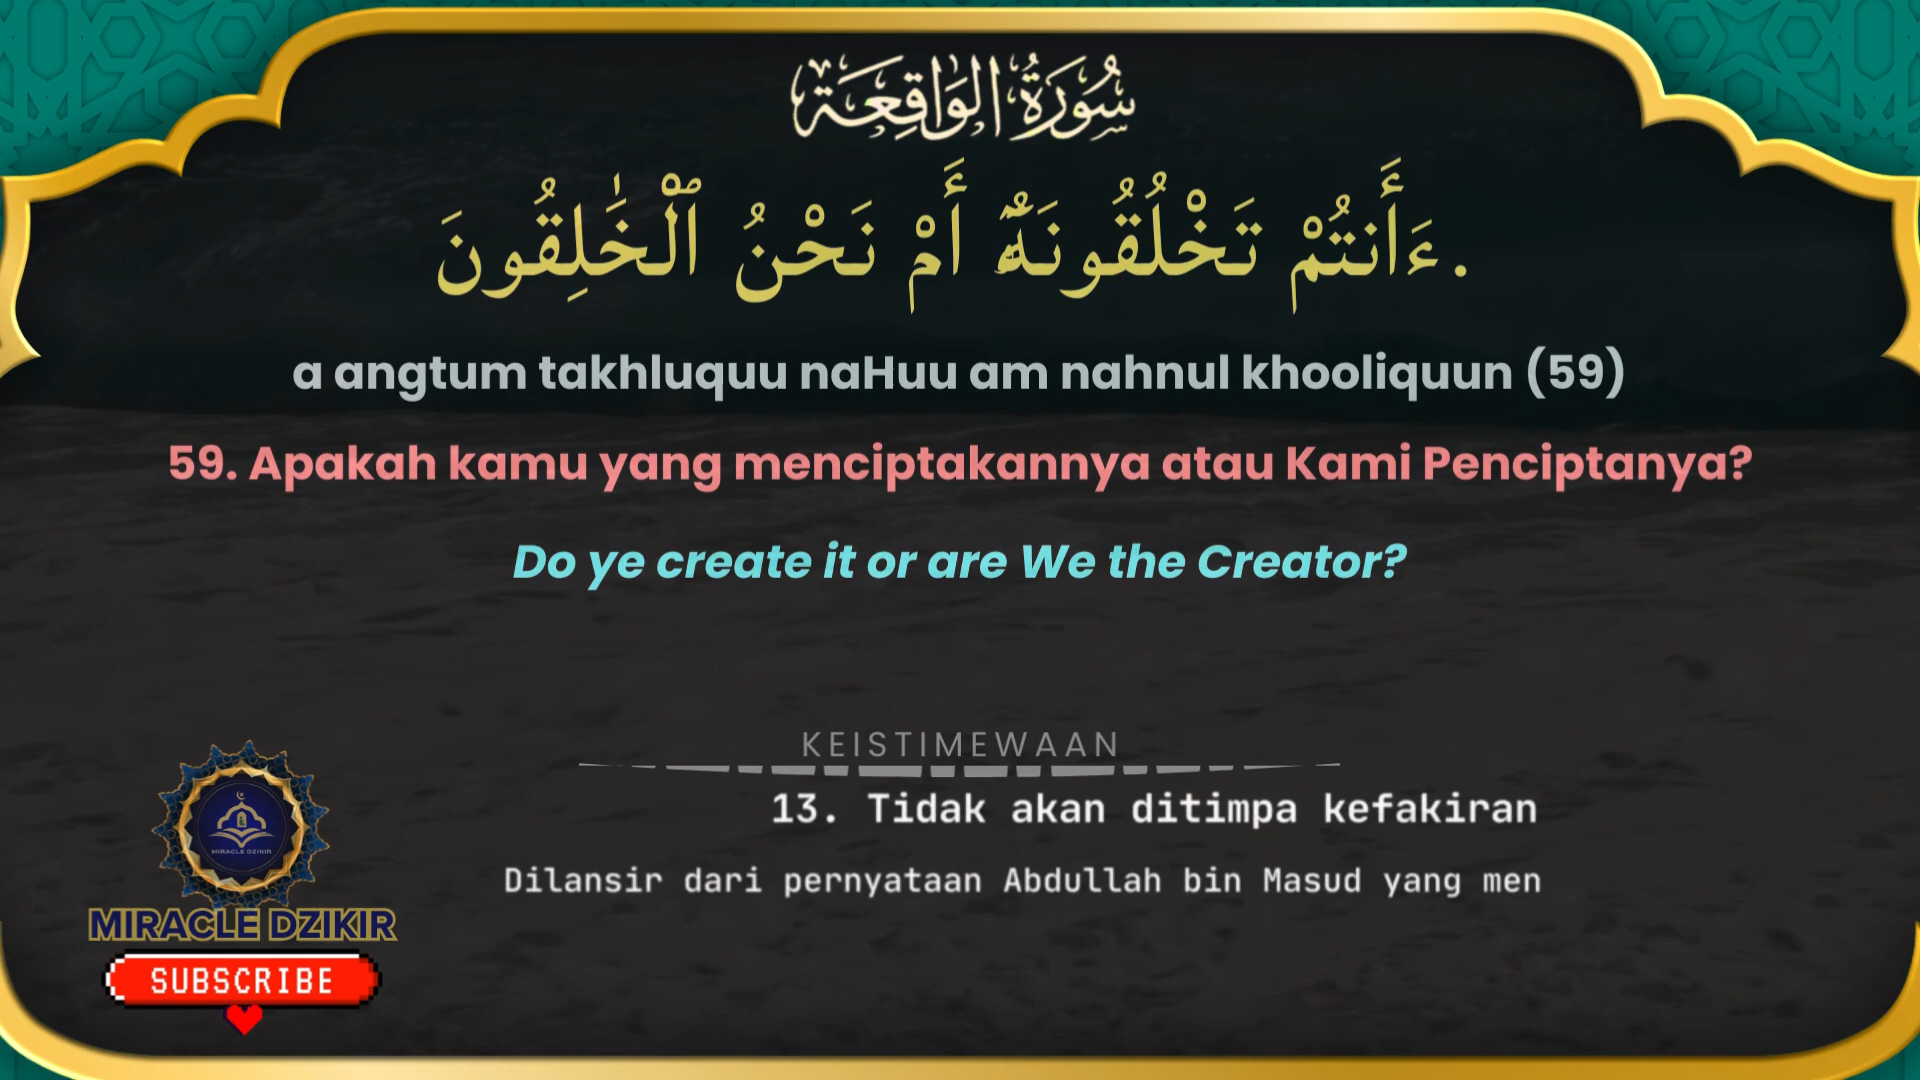 سُورَةُ الوَاقِعَة
ءَأَنتُمْ تَخْلُقُونَهُۥٓ أَمْ نَحْنُ ٱلْخَٰلِقُونَ.
a angtum takhluquu naHuu am nahnul khooliquun (59)
59. Apakah kamu yang menciptakannya atau Kami Penciptanya?
Do ye create it or are We the Creator?
KEISTIMEWAAN
13. Tidak akan ditimpa kefakiran
Dilansir dari pernyataan Abdullah bin Masud yang men
MIRACLE DZIKIR
MIRACLE DZIKIR
SUBSCRIBE